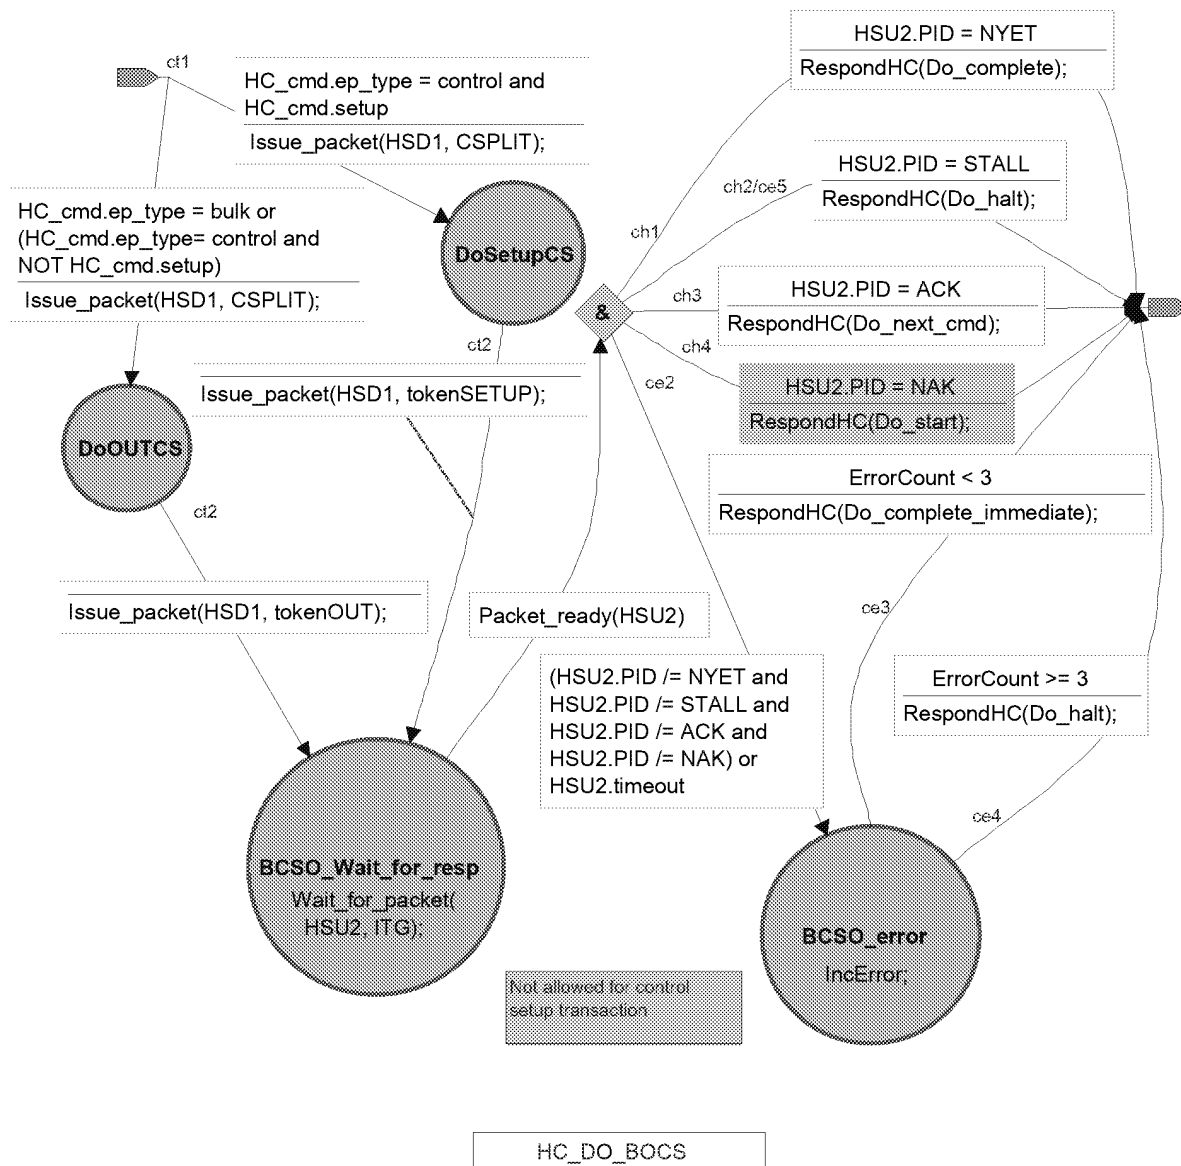 ct1
HC_cmd.ep_type = control and
HC_cmd.setup
Issue_packet(HSD1, CSPLIT);
HSU2.PID = NYET
RespondHC(Do_complete);
HC_cmd.ep_type = bulk or
(HC_cmd.ep_type= control and
NOT HC_cmd.setup)
Issue_packet(HSD1, CSPLIT);
DoSetupCS
ch2/ce5
HSU2.PID = STALL
RespondHC(Do_halt);
ch1
&
ch3
HSU2.PID = ACK
RespondHC(Do_next_cmd);
ch4
HSU2.PID = NAK
RespondHC(Do_start);
ct2
ce2
Issue_packet(HSD1, tokenSETUP);
DoOUTCS
ct2
ErrorCount < 3
RespondHC(Do_complete_immediate);
Issue_packet(HSD1, tokenOUT);
Packet_ready(HSU2)
ce3
(HSU2.PID /= NYET and
HSU2.PID /= STALL and
HSU2.PID /= ACK and
HSU2.PID /= NAK) or
HSU2.timeout
ErrorCount >= 3
RespondHC(Do_halt);
ce4
BCSO_Wait_for_resp
Wait_for_packet(
HSU2, ITG);
BCSO_error
IncError;
Not allowed for control
setup transaction
HC_DO_BOCS